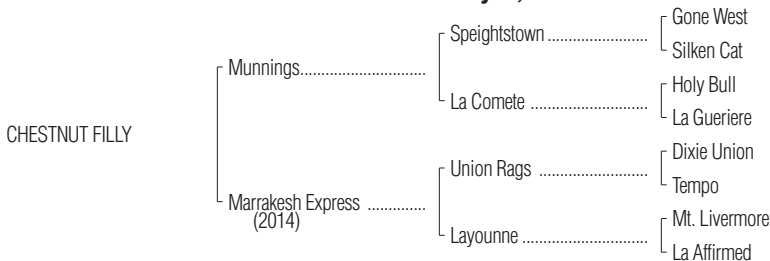 CHESTNUT FILLY
Munnings..............................
Marrakesh Express ..............
(2014)
Speightstown ........................
La Comete ............................
Union Rags ..........................
Layounne ..............................
Gone West
Silken Cat
Holy Bull
La Gueriere
Dixie Union
Tempo
Mt. Livermore
La Affirmed